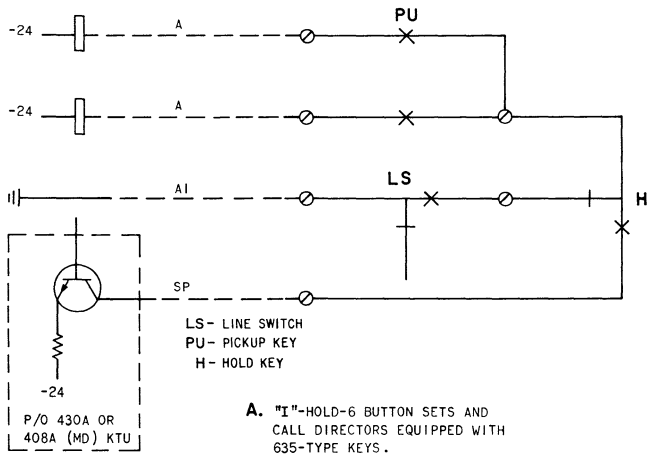 PU
-24
A
-24
A
LS
AI
H
SP
LS- LINE SWITCH
PU- PICKUP KEY
H- HOLD KEY
-24
P/O 430A OR
408A (MD) KTU
A. "I"-HOLD-6 BUTTON SETS AND
CALL DIRECTORS EQUIPPED WITH
635-TYPE KEYS.